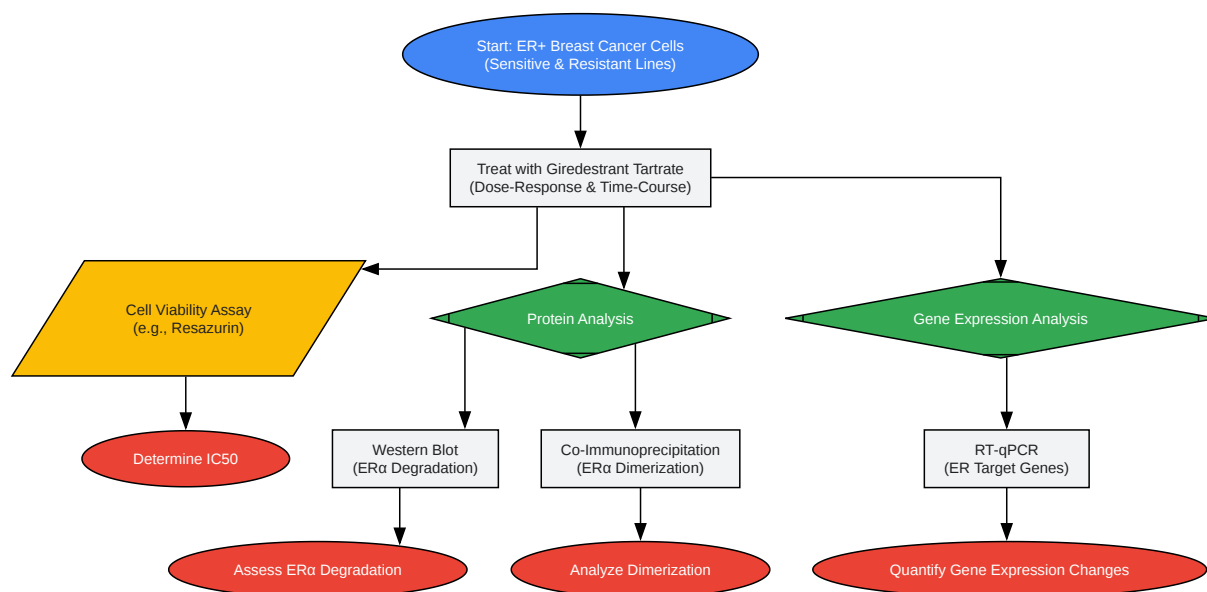 Start: ER+ Breast Cancer Cells
(Sensitive & Resistant Lines)
Treat with Giredestrant Tartrate
(Dose-Response & Time-Course)
Cell Viability Assay
(e.g., Resazurin)
Protein Analysis
Gene Expression Analysis
Determine IC50
Western Blot
(ERα Degradation)
Co-Immunoprecipitation
(ERα Dimerization)
RT-qPCR
(ER Target Genes)
Assess ERα Degradation
Analyze Dimerization
Quantify Gene Expression Changes